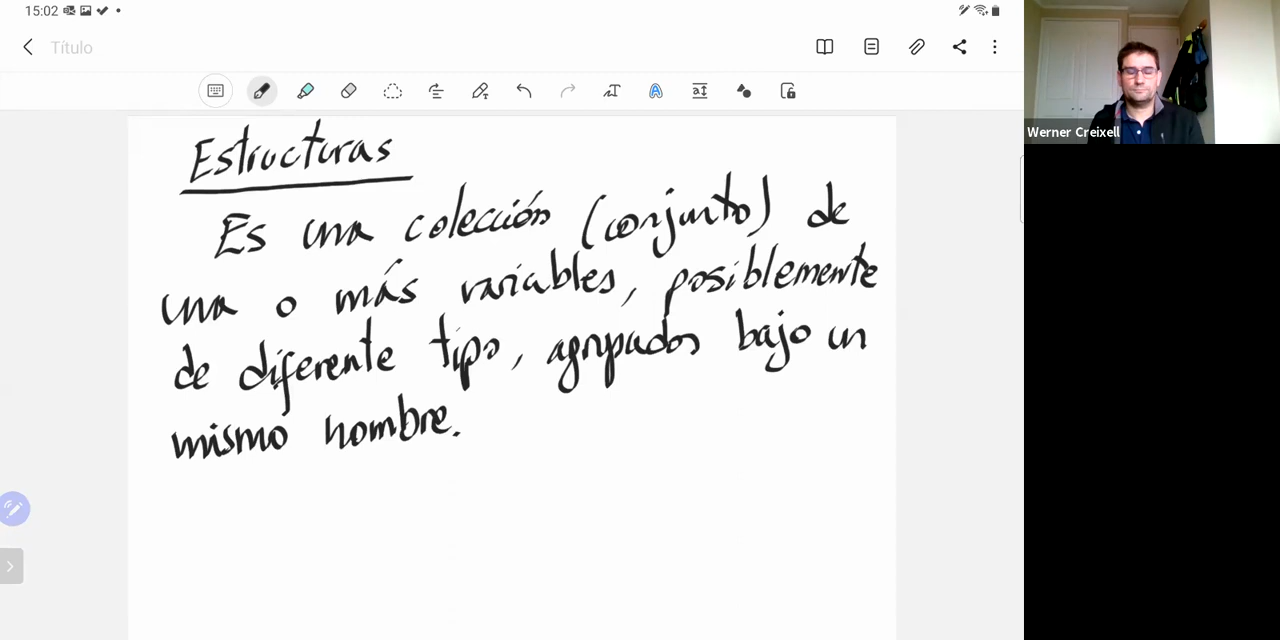 15:02
Título
Werner Creixell
Estructuras
Es una colección (conjunto) de
una o más variables, posiblemente
de diferente tipo, agrupados bajo un
mismo nombre.